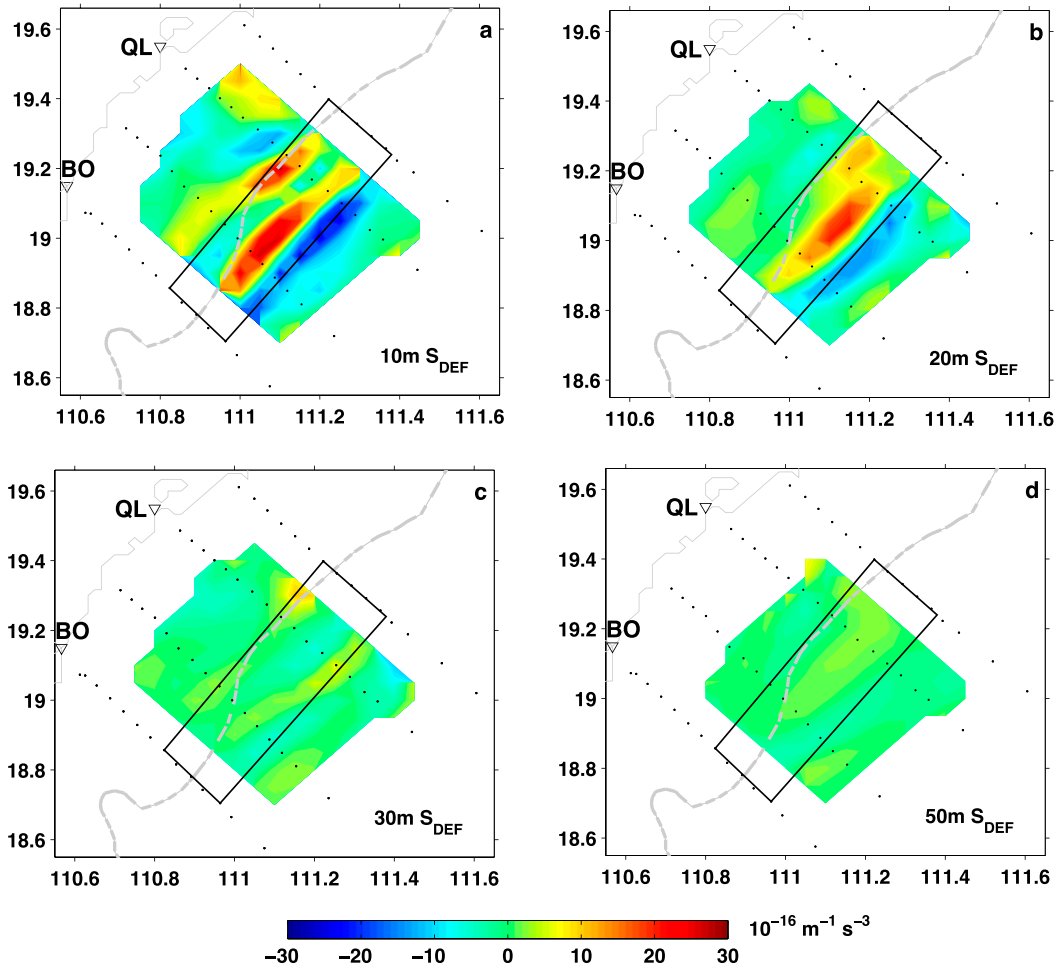 a
QL
BO
10m S_DEF
19.6
19.4
19.2
19
18.8
18.6
110.6 110.8 111 111.2 111.4 111.6
b
QL
BO
20m S_DEF
19.6
19.4
19.2
19
18.8
18.6
110.6 110.8 111 111.2 111.4 111.6
c
QL
BO
30m S_DEF
19.6
19.4
19.2
19
18.8
18.6
110.6 110.8 111 111.2 111.4 111.6
d
QL
BO
50m S_DEF
19.6
19.4
19.2
19
18.8
18.6
110.6 110.8 111 111.2 111.4 111.6
10⁻¹⁶ m⁻¹ s⁻³
−30 −20 −10 0 10 20 30